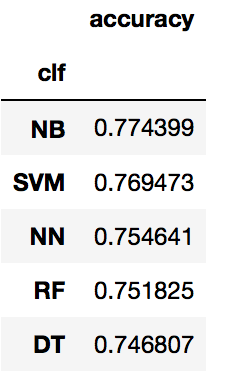 accuracy
clf
NB 0.774399
SVM 0.769473
NN 0.754641
RF 0.751825
DT 0.746807